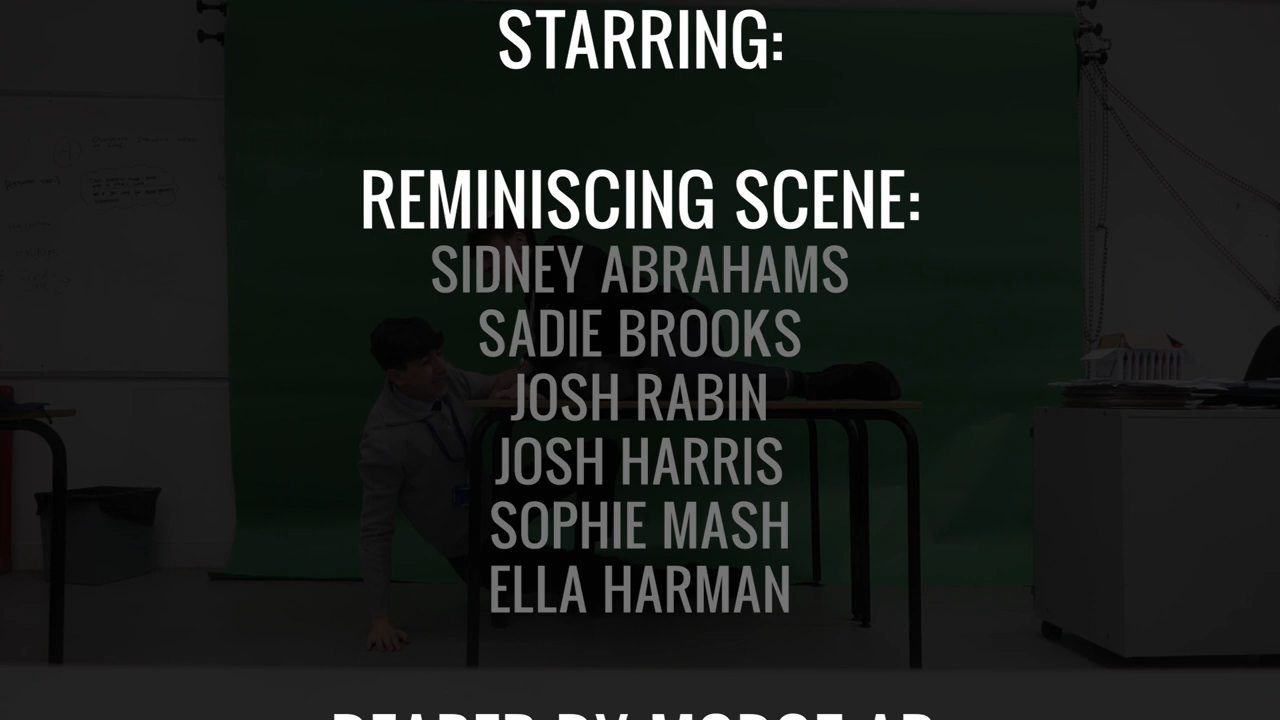 STARRING:
REMINISCING SCENE:
SIDNEY ABRAHAMS
SADIE BROOKS
JOSH RABIN
JOSH HARRIS
SOPHIE MASH
ELLA HARMAN